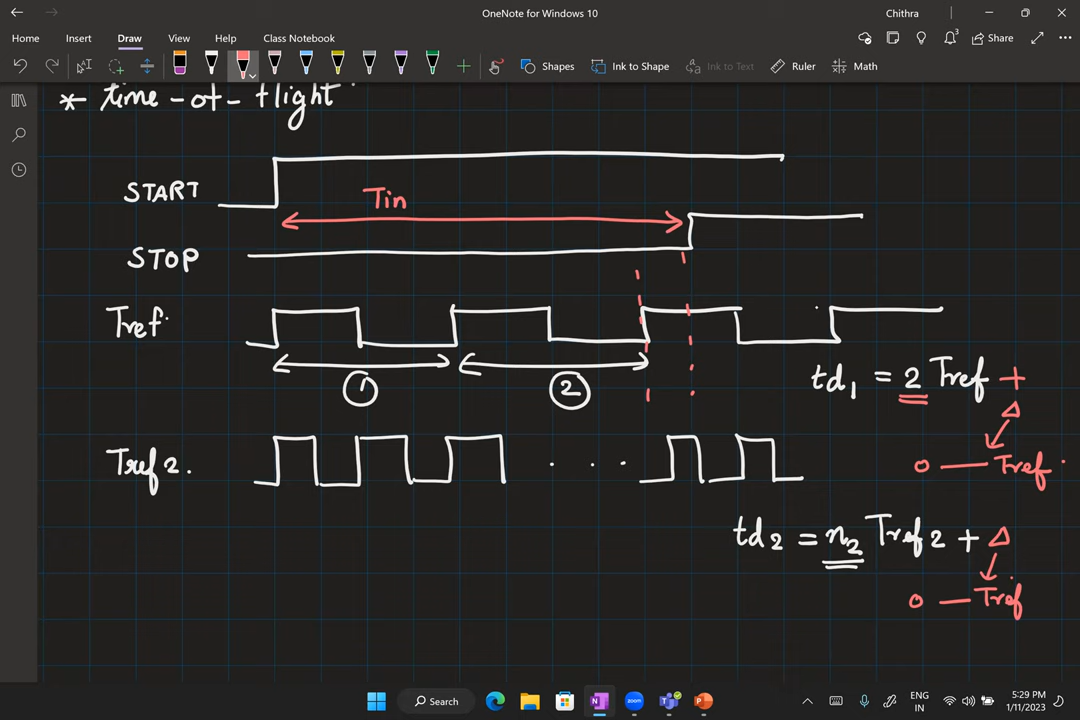 OneNote for Windows 10
Chithra
Home Insert Draw View Help Class Notebook
Share
Shapes Ink to Shape Ink to Text Ruler Math
* time-of-flight
START
Tin
STOP
Tref
1 2
td1 = 2 Tref +
Δ
0 — Tref
Tref 2.
td2 = n2 Tref 2 + Δ
0 — Tref
Search
ENG
IN
5:29 PM
1/11/2023